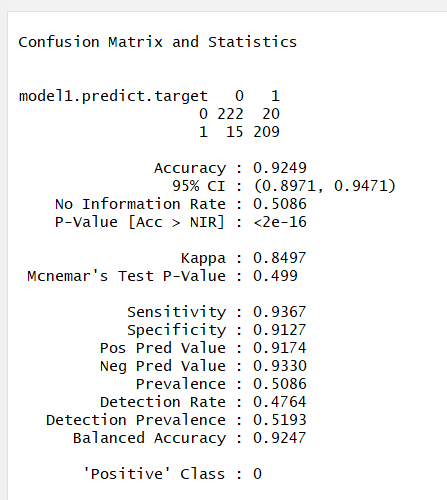 Confusion Matrix and Statistics
model1.predict.target 0 1
0 222 20
1 15 209
Accuracy : 0.9249
95% CI : (0.8971, 0.9471)
No Information Rate : 0.5086
P-Value [Acc > NIR] : <2e-16
Kappa : 0.8497
Mcnemar's Test P-Value : 0.499
Sensitivity : 0.9367
Specificity : 0.9127
Pos Pred Value : 0.9174
Neg Pred Value : 0.9330
Prevalence : 0.5086
Detection Rate : 0.4764
Detection Prevalence : 0.5193
Balanced Accuracy : 0.9247
'Positive' Class : 0